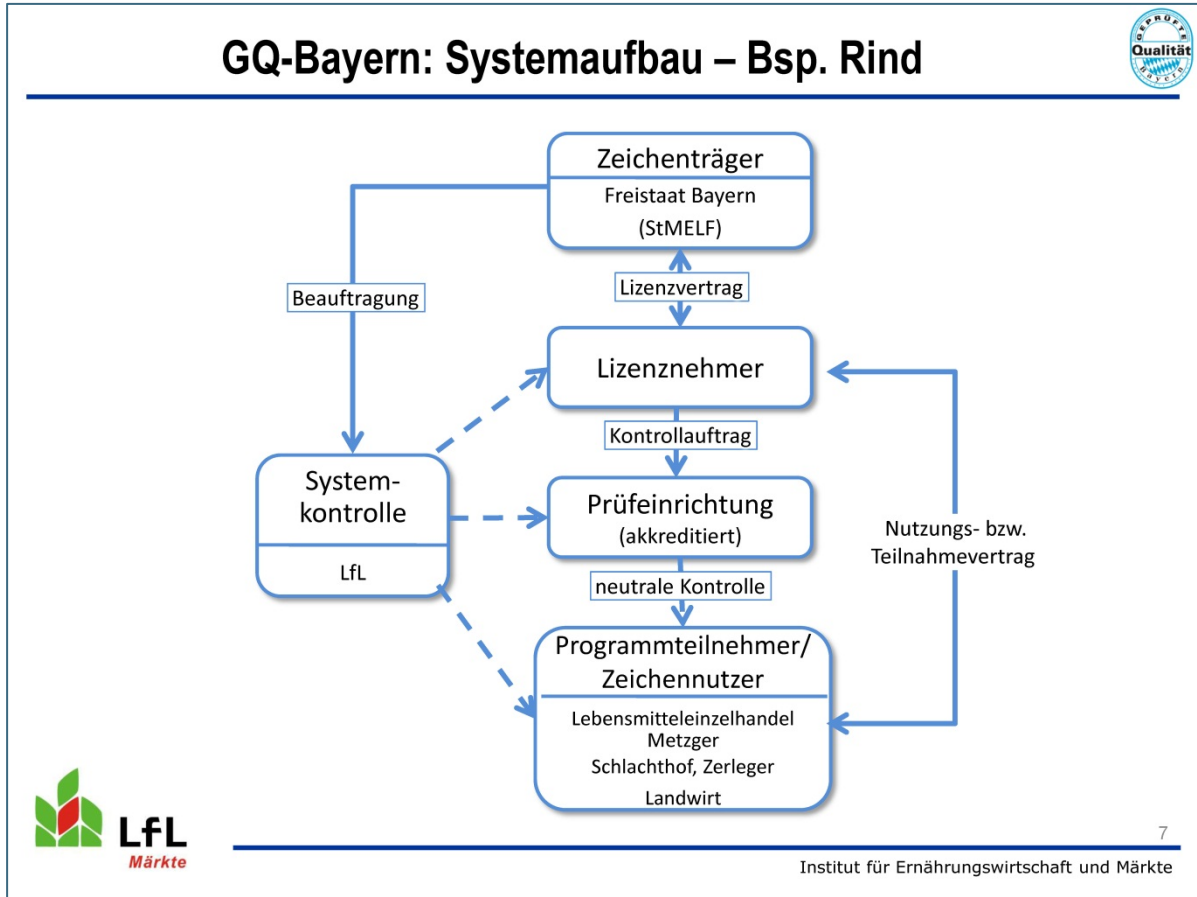 GQ-Bayern: Systemaufbau – Bsp. Rind
GEPRÜFTE
Qualität
Bayern
Zeichenträger
Freistaat Bayern
(StMELF)
Beauftragung
Lizenzvertrag
Lizenznehmer
Kontrollauftrag
System-
kontrolle
LfL
Prüfeinrichtung
(akkreditiert)
Nutzungs- bzw.
Teilnahmevertrag
neutrale Kontrolle
Programmteilnehmer/
Zeichennutzer
Lebensmitteleinzelhandel
Metzger
Schlachthof, Zerleger
Landwirt
LfL
Märkte
7
Institut für Ernährungswirtschaft und Märkte